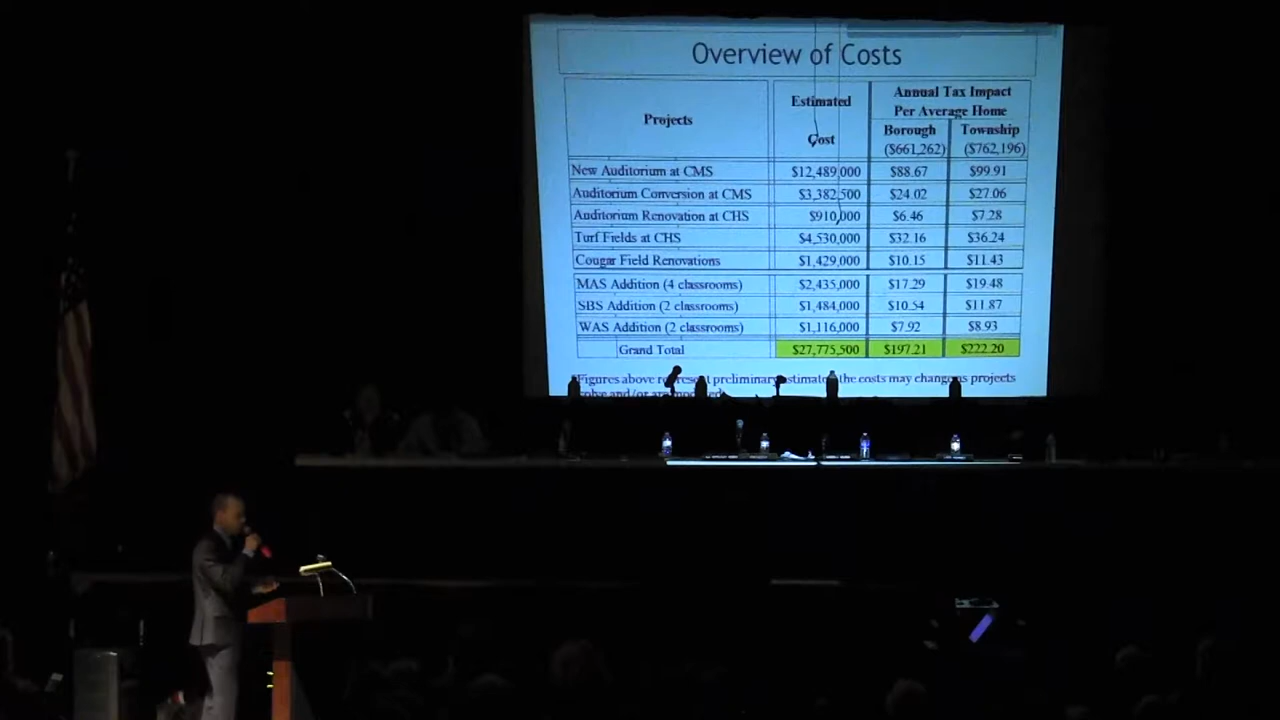 Overview of Costs
Projects
Estimated Cost
Annual Tax Impact
Per Average Home
Borough ($661,262)
Township ($762,196)
New Auditorium at CMS $12,489,000 $88.67 $99.91
Auditorium Conversion at CMS $3,382,500 $24.02 $27.06
Auditorium Renovation at CHS $910,000 $6.46 $7.28
Turf Fields at CHS $4,530,000 $32.16 $36.24
Cougar Field Renovations $1,429,000 $10.15 $11.43
MAS Addition (4 classrooms) $2,435,000 $17.29 $19.48
SBS Addition (2 classrooms) $1,484,000 $10.54 $11.87
WAS Addition (2 classrooms) $1,116,000 $7.92 $8.93
Grand Total $27,775,500 $197.21 $222.20
Figures above represent preliminary estimate the costs may change as projects
and/or are